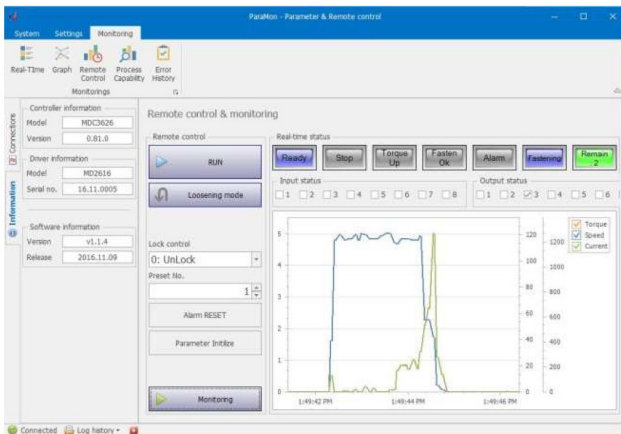 ParaMon - Parameter & Remote control
System Settings Monitoring
Real-Time Graph Remote Control Process Capability Error History
Monitorings
Connections
Information
Controller information
Model MDC3626
Version 0.81.0
Driver information
Model MD2616
Serial no. 16.11.0005
Software information
Version v1.1.4
Release 2016.11.09
Remote control & monitoring
Remote control
RUN
Loosening mode
Lock control
0: UnLock
Preset No.
1
Alarm RESET
Parameter Initilize
Monitoring
Real-time status
Ready Stop Torque Up Fasten Ok Alarm Fastening Remain 2
Input status
1 2 3 4 5 6 7 8
Output status
1 2 3 4 5 6
Torque
Speed
Current
5 120 1200
4 100 1000
3 80
60 600
2 40 400
1 20 200
0 0 0
1:49:42 PM 1:49:44 PM 1:49:46 PM
Connected Log history